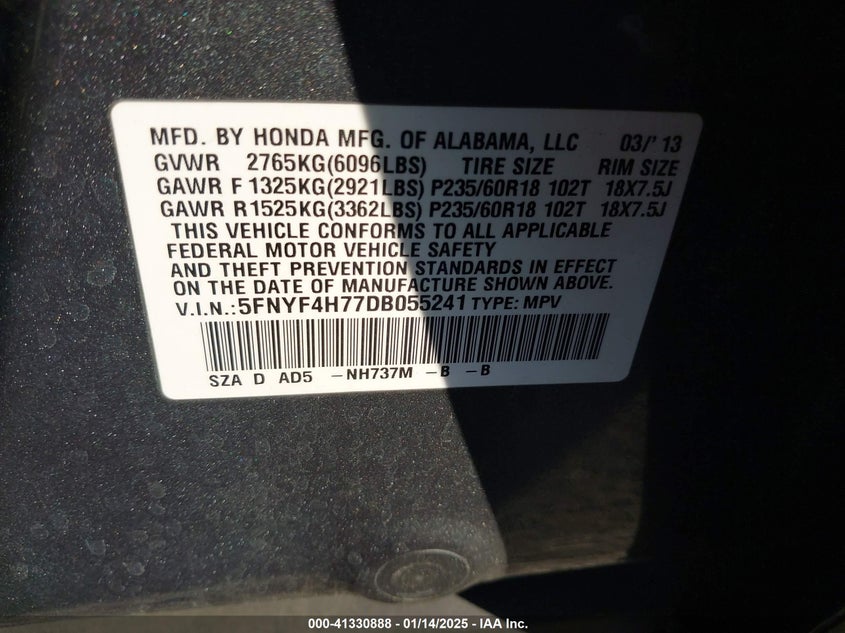 MFD. BY HONDA MFG. OF ALABAMA, LLC 03/' 13
GVWR 2765KG(6096LBS) TIRE SIZE RIM SIZE
GAWR F 1325KG(2921LBS) P235/60R18 102T 18X7.5J
GAWR R1525KG(3362LBS) P235/60R18 102T 18X7.5J
THIS VEHICLE CONFORMS TO ALL APPLICABLE
FEDERAL MOTOR VEHICLE SAFETY
AND THEFT PREVENTION STANDARDS IN EFFECT
ON THE DATE OF MANUFACTURE SHOWN ABOVE.
V.I.N.:5FNYF4H77DB055241 TYPE: MPV
SZA D AD5 -NH737M -B -B
000-41330888 - 01/14/2025 - IAA Inc.